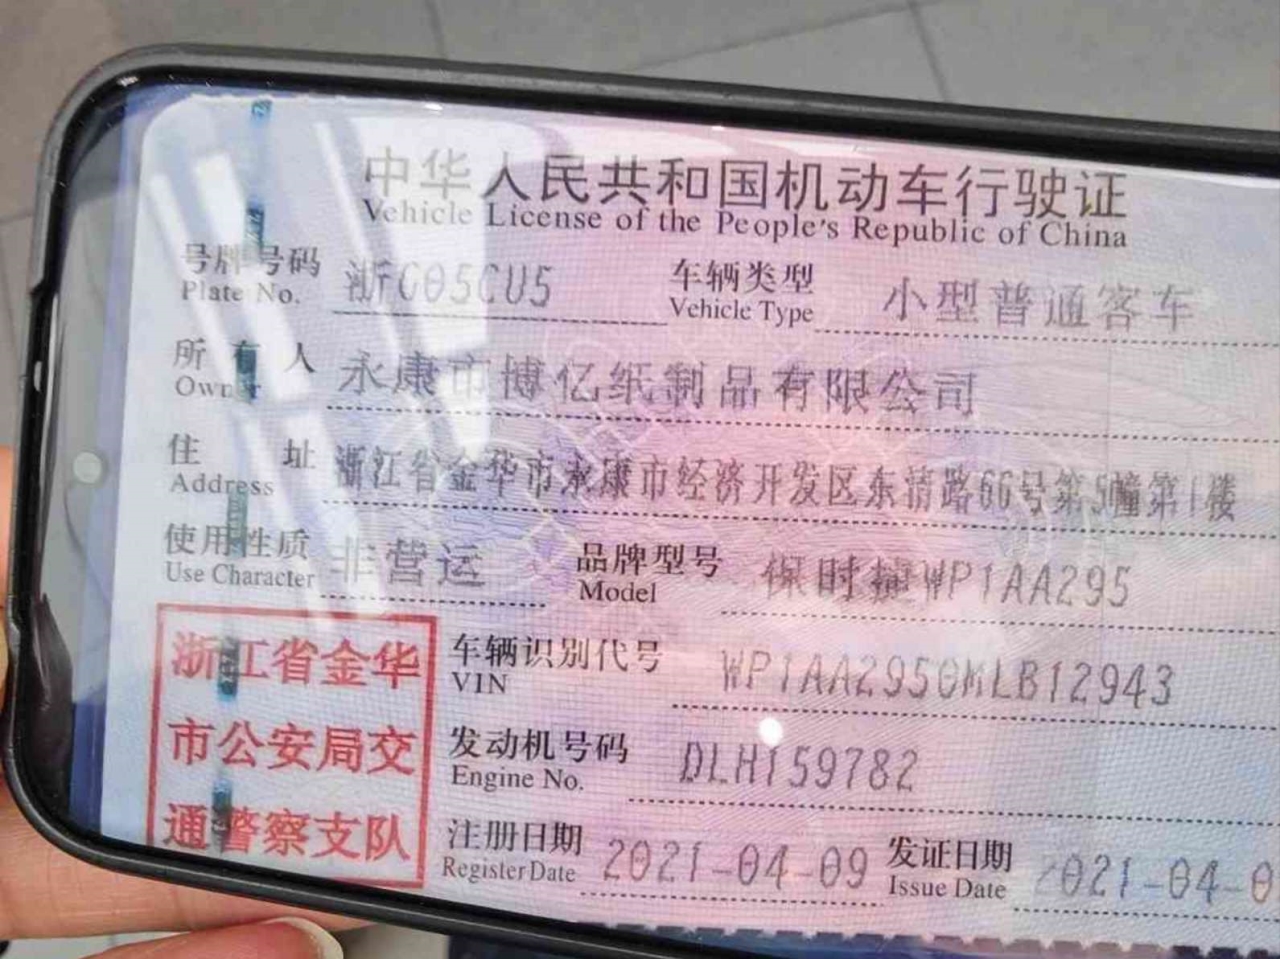 中华人民共和国机动车行驶证
Vehicle License of the People's Republic of China
号牌号码 浙G05CU5 车辆类型 小型普通客车
Plate No. Vehicle Type
所有人 永康市博亿纸制品有限公司
Owner
住址 浙江省金华市永康市经济开发区东清路66号第5幢第1楼
Address
使用性质 非营运 品牌型号 保时捷WP1AA295
Use Character Model
浙江省金华
市公安局交
通警察支队
车辆识别代号 WP1AA2950MLB12943
VIN
发动机号码 DLH159782
Engine No.
注册日期 2021-04-09 发证日期 2021-04-0
Register Date Issue Date